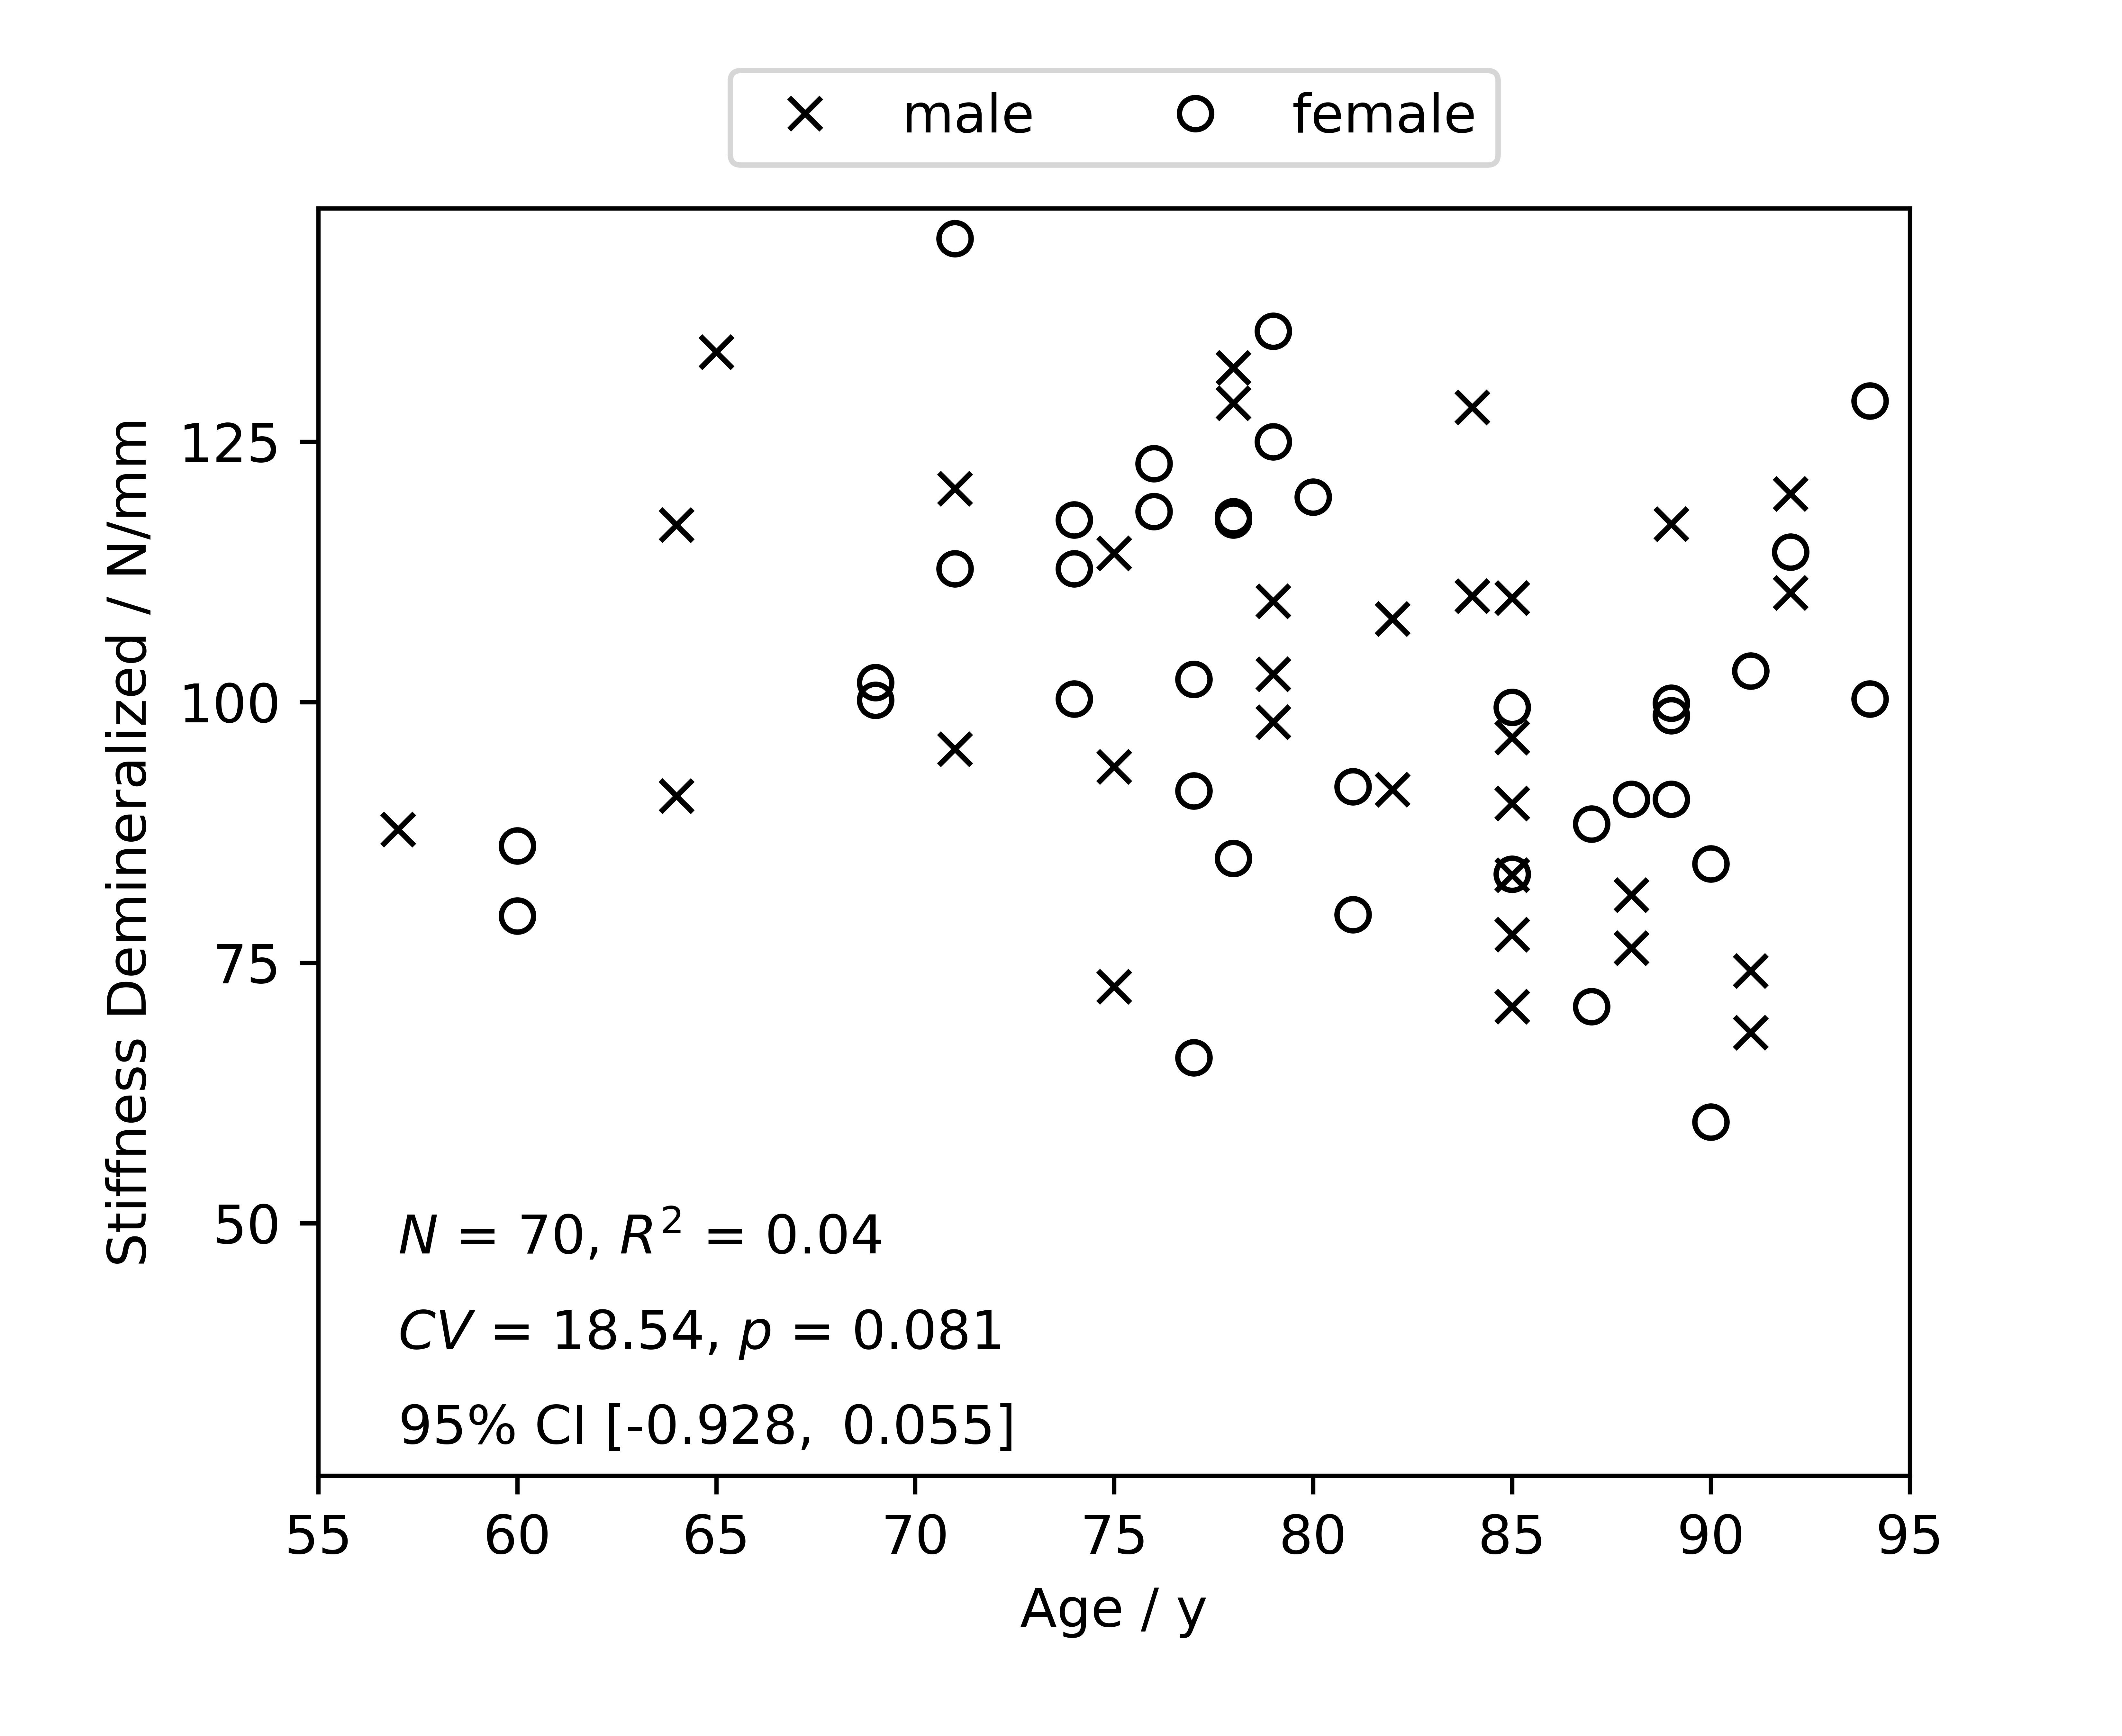 male female
Stiffness Demineralized / N/mm
125
100
75
50
N = 70, R² = 0.04
CV = 18.54, p = 0.081
95% CI [-0.928, 0.055]
55 60 65 70 75 80 85 90 95
Age / y